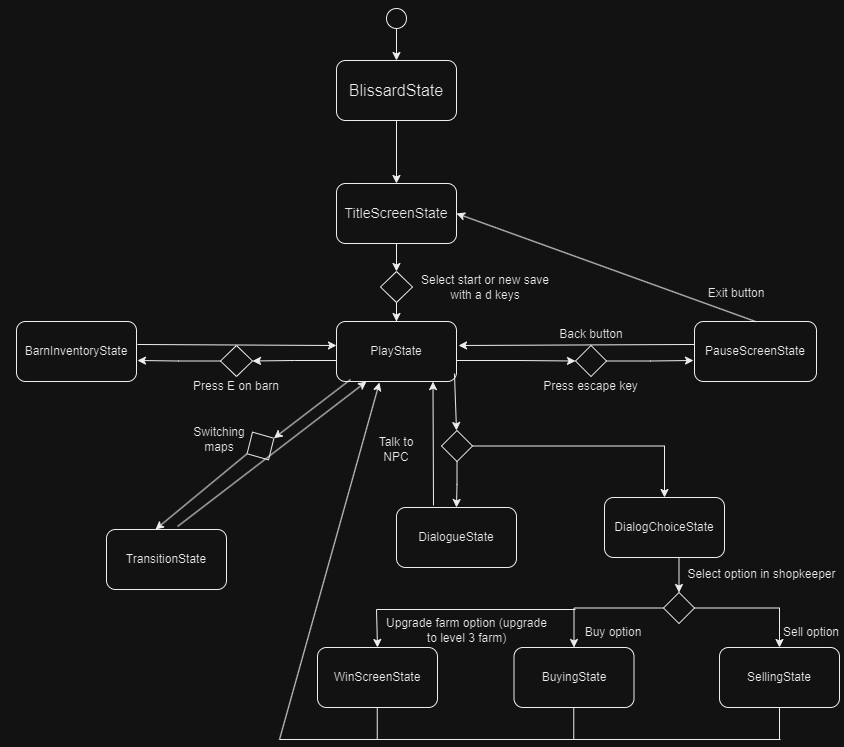 BlissardState
TitleScreenState
Select start or new save
with a d keys
Exit button
BarnInventoryState
PlayState
Back button
PauseScreenState
Press E on barn
Press escape key
Switching
maps
Talk to
NPC
TransitionState
DialogueState
DialogChoiceState
Select option in shopkeeper
Upgrade farm option (upgrade
to level 3 farm)
Buy option
Sell option
WinScreenState
BuyingState
SellingState